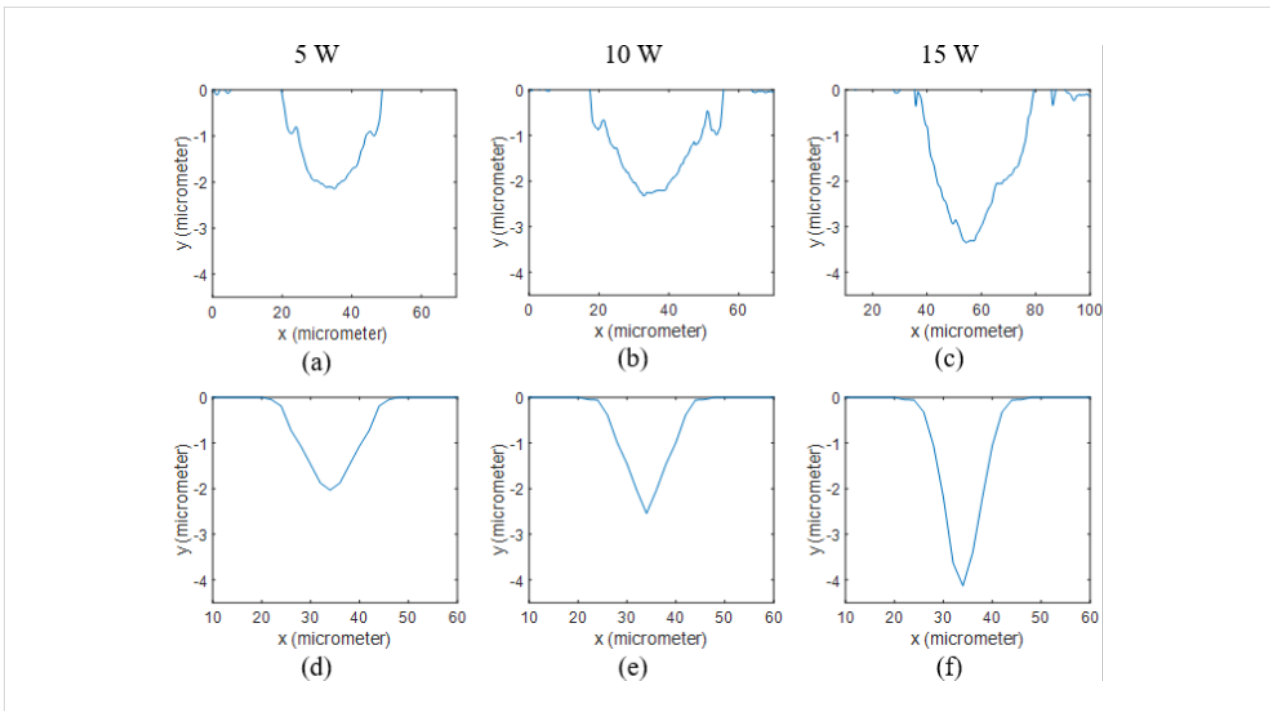 5 W 10 W 15 W
0 0 0
-1 -1 -1
-2 -2 -2
-3 -3 -3
-4 -4 -4
y (micrometer) y (micrometer) y (micrometer)
0 20 40 60 0 20 40 60 20 40 60 80 100
x (micrometer) x (micrometer) x (micrometer)
(a) (b) (c)
0 0 0
-1 -1 -1
-2 -2 -2
-3 -3 -3
-4 -4 -4
y (micrometer) y (micrometer) y (micrometer)
10 20 30 40 50 60 10 20 30 40 50 60 10 20 30 40 50 60
x (micrometer) x (micrometer) x (micrometer)
(d) (e) (f)